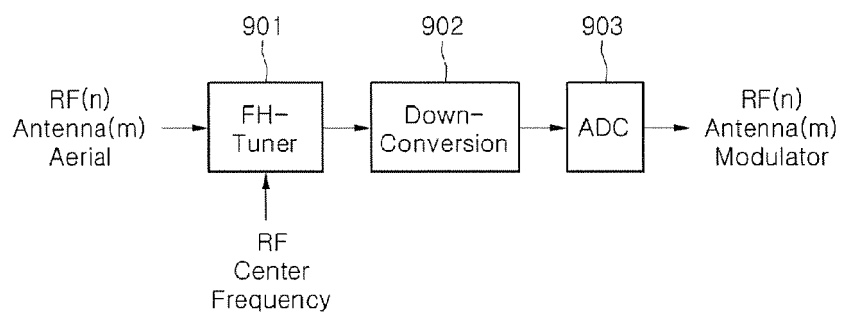 901
902
903
RF(n)
Antenna(m)
Aerial
FH-
Tuner
Down-
Conversion
ADC
RF(n)
Antenna(m)
Modulator
RF
Center
Frequency